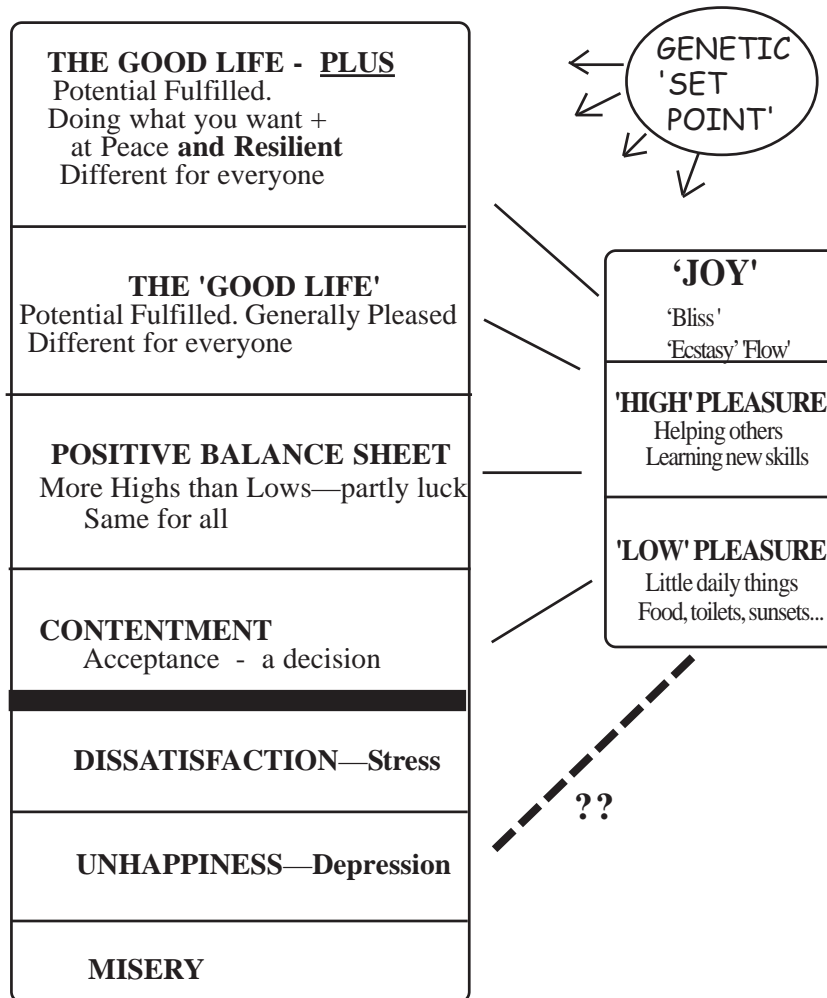 THE GOOD LIFE - PLUS
Potential Fulfilled.
Doing what you want +
at Peace and Resilient
Different for everyone
THE 'GOOD LIFE'
Potential Fulfilled. Generally Pleased
Different for everyone
POSITIVE BALANCE SHEET
More Highs than Lows—partly luck
Same for all
CONTENTMENT
Acceptance - a decision
DISSATISFACTION—Stress
UNHAPPINESS—Depression
MISERY
GENETIC
'SET
POINT'
‘JOY'
‘Bliss'
‘Ecstasy’ 'Flow'
'HIGH' PLEASURE
Helping others
Learning new skills
'LOW' PLEASURE
Little daily things
Food, toilets, sunsets...
??